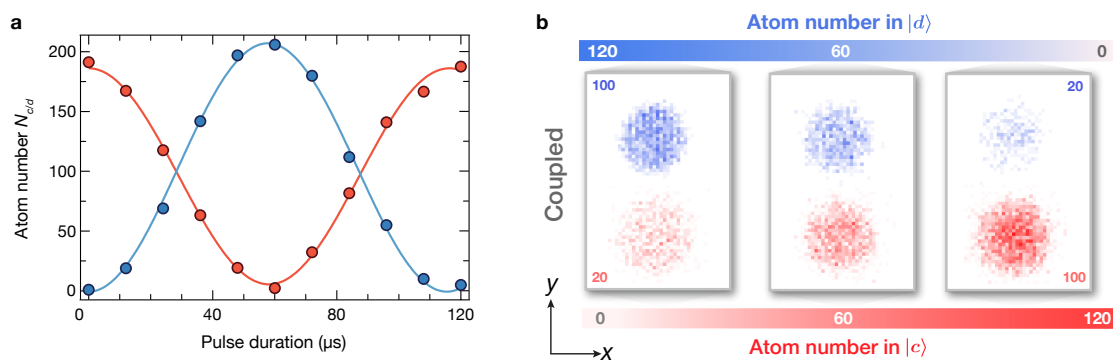 a
Atom number N_c/d
200
150
100
50
0
0
40
80
120
Pulse duration (µs)
b
Atom number in |d⟩
120
60
0
Coupled
100
20
20
100
y
x
0
60
120
Atom number in |c⟩